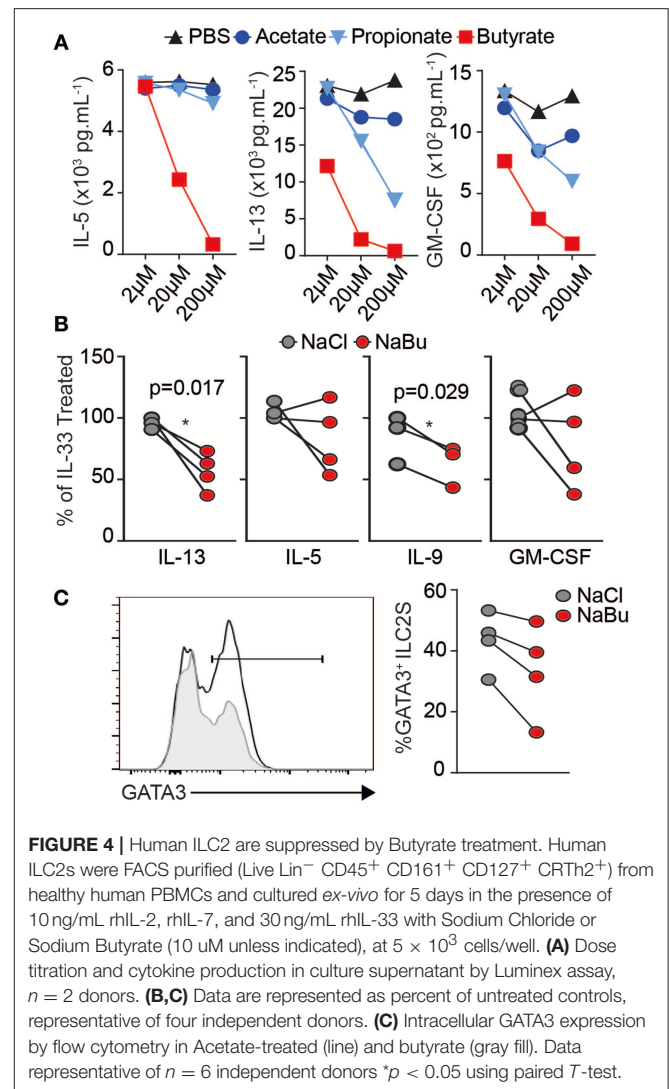 A
PBS Acetate Propionate Butyrate
IL-5 (x10³ pg.mL⁻¹)
6
4
2
0
2µM
20µM
200µM
IL-13 (x10³ pg.mL⁻¹)
25
20
15
10
5
0
2µM
20µM
200µM
GM-CSF (x10² pg.mL⁻¹)
15
10
5
0
2µM
20µM
200µM
B
NaCl NaBu
% of IL-33 Treated
150
100
50
0
p=0.017
*
p=0.029
*
IL-13 IL-5 IL-9 GM-CSF
C
GATA3
%GATA3⁺ ILC2S
60
40
20
0
NaCl
NaBu
FIGURE 4 | Human ILC2 are suppressed by Butyrate treatment. Human
ILC2s were FACS purified (Live Lin⁻ CD45⁺ CD161⁺ CD127⁺ CRTh2⁺) from
healthy human PBMCs and cultured ex-vivo for 5 days in the presence of
10 ng/mL rhIL-2, rhIL-7, and 30 ng/mL rhIL-33 with Sodium Chloride or
Sodium Butyrate (10 uM unless indicated), at 5 × 10³ cells/well. (A) Dose
titration and cytokine production in culture supernatant by Luminex assay,
n = 2 donors. (B,C) Data are represented as percent of untreated controls,
representative of four independent donors. (C) Intracellular GATA3 expression
by flow cytometry in Acetate-treated (line) and butyrate (gray fill). Data
representative of n = 6 independent donors *p < 0.05 using paired T-test.